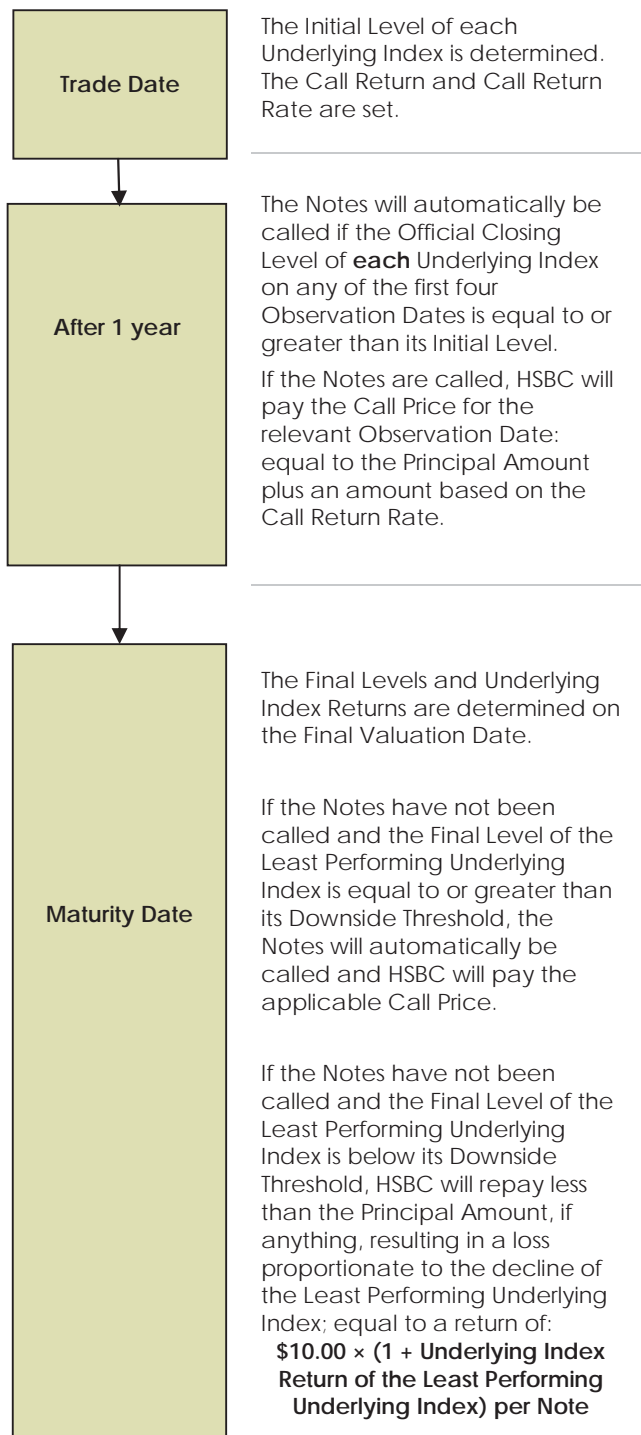 Trade Date
The Initial Level of each
Underlying Index is determined.
The Call Return and Call Return
Rate are set.
After 1 year
The Notes will automatically be
called if the Official Closing
Level of each Underlying Index
on any of the first four
Observation Dates is equal to or
greater than its Initial Level.
If the Notes are called, HSBC will
pay the Call Price for the
relevant Observation Date:
equal to the Principal Amount
plus an amount based on the
Call Return Rate.
Maturity Date
The Final Levels and Underlying
Index Returns are determined on
the Final Valuation Date.
If the Notes have not been
called and the Final Level of the
Least Performing Underlying
Index is equal to or greater than
its Downside Threshold, the
Notes will automatically be
called and HSBC will pay the
applicable Call Price.
If the Notes have not been
called and the Final Level of the
Least Performing Underlying
Index is below its Downside
Threshold, HSBC will repay less
than the Principal Amount, if
anything, resulting in a loss
proportionate to the decline of
the Least Performing Underlying
Index; equal to a return of:
$10.00 × (1 + Underlying Index
Return of the Least Performing
Underlying Index) per Note